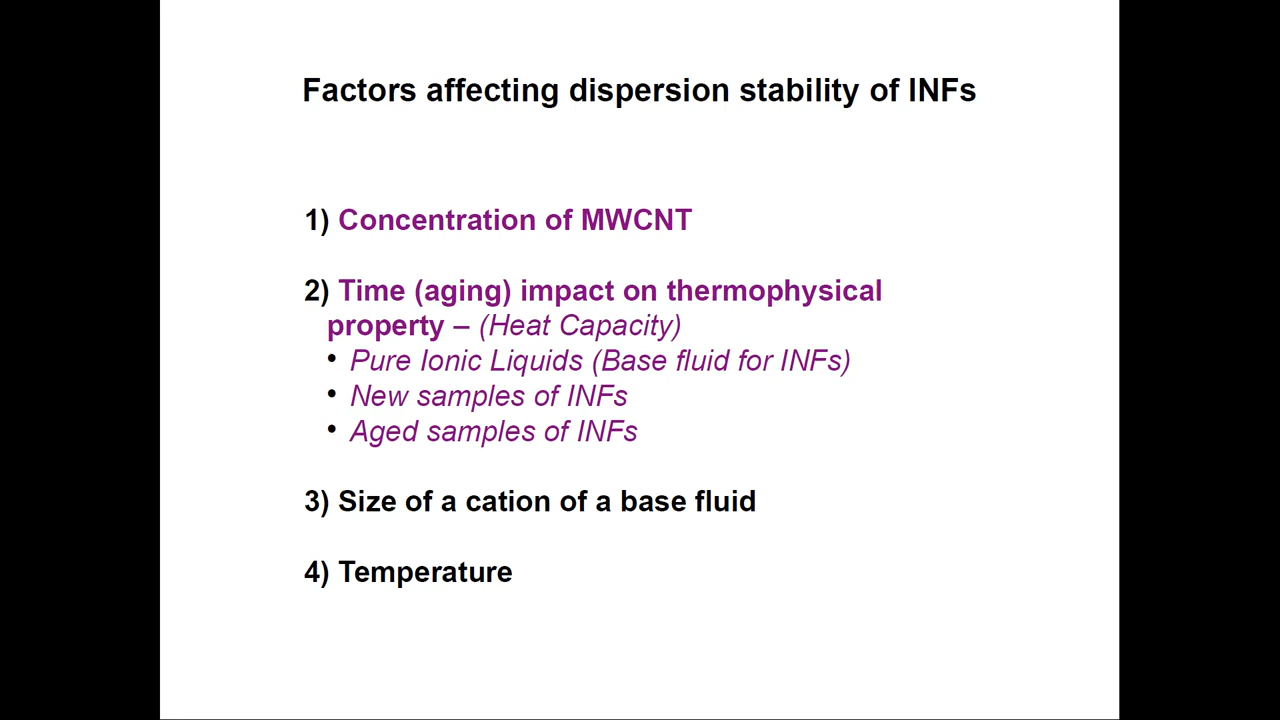 Factors affecting dispersion stability of INFs
1) Concentration of MWCNT
2) Time (aging) impact on thermophysical
property – (Heat Capacity)
• Pure Ionic Liquids (Base fluid for INFs)
• New samples of INFs
• Aged samples of INFs
3) Size of a cation of a base fluid
4) Temperature